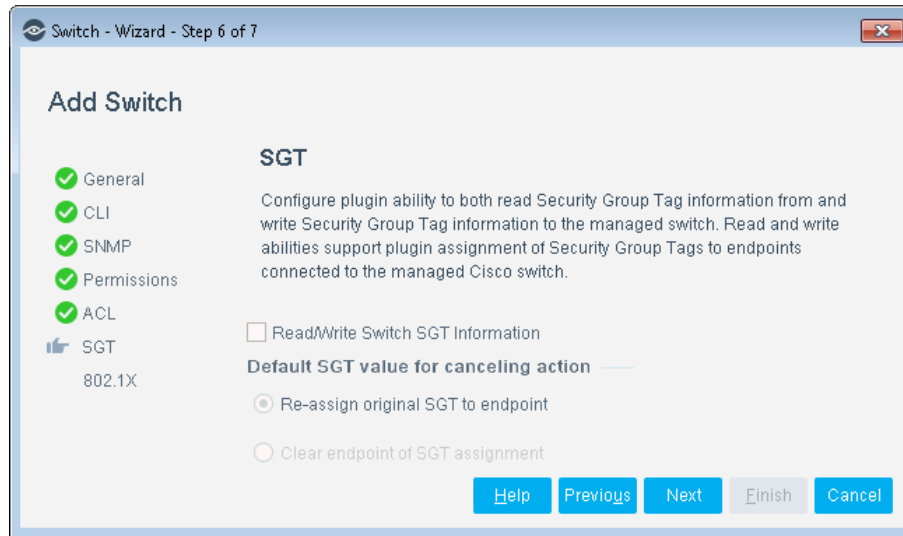 Switch - Wizard - Step 6 of 7
Add Switch
General
CLI
SNMP
Permissions
ACL
SGT
802.1X
SGT
Configure plugin ability to both read Security Group Tag information from and
write Security Group Tag information to the managed switch. Read and write
abilities support plugin assignment of Security Group Tags to endpoints
connected to the managed Cisco switch.
Read/Write Switch SGT Information
Default SGT value for canceling action
Re-assign original SGT to endpoint
Clear endpoint of SGT assignment
Help Previous Next Finish Cancel